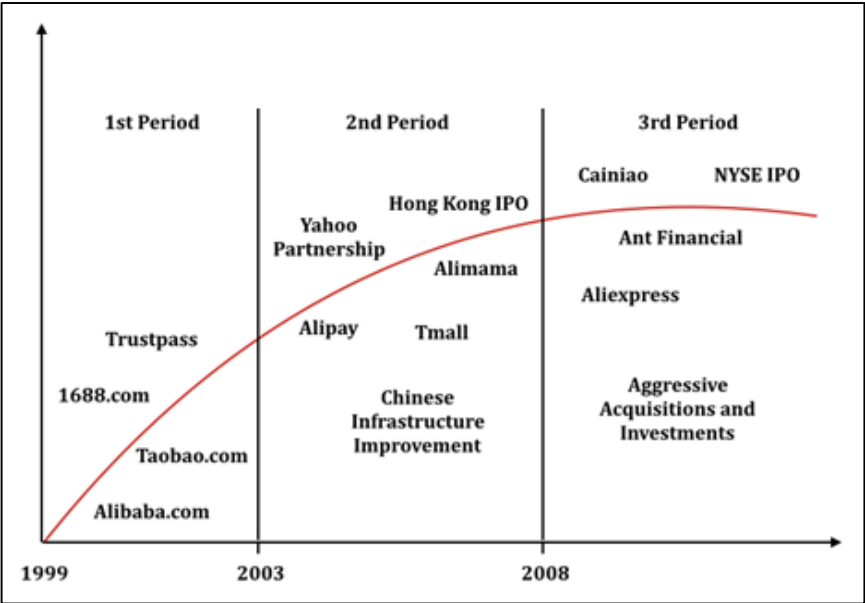 1st Period
2nd Period
3rd Period
Cainiao
NYSE IPO
Hong Kong IPO
Yahoo
Partnership
Ant Financial
Alimama
Aliexpress
Trustpass
Alipay
Tmall
1688.com
Chinese
Infrastructure
Improvement
Aggressive
Acquisitions and
Investments
Taobao.com
Alibaba.com
1999
2003
2008